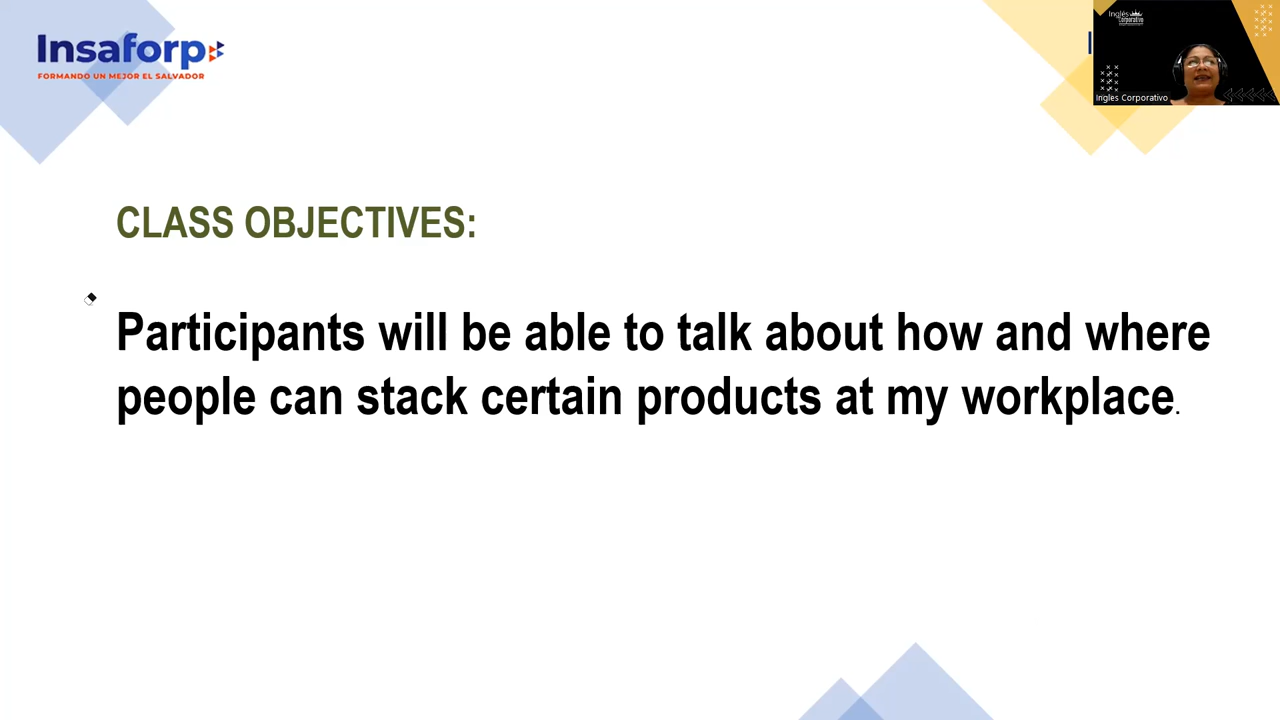 Insaforp
FORMANDO UN MEJOR EL SALVADOR
Inglés
Corporativo
Ingles Corporativo
CLASS OBJECTIVES:
Participants will be able to talk about how and where
people can stack certain products at my workplace.